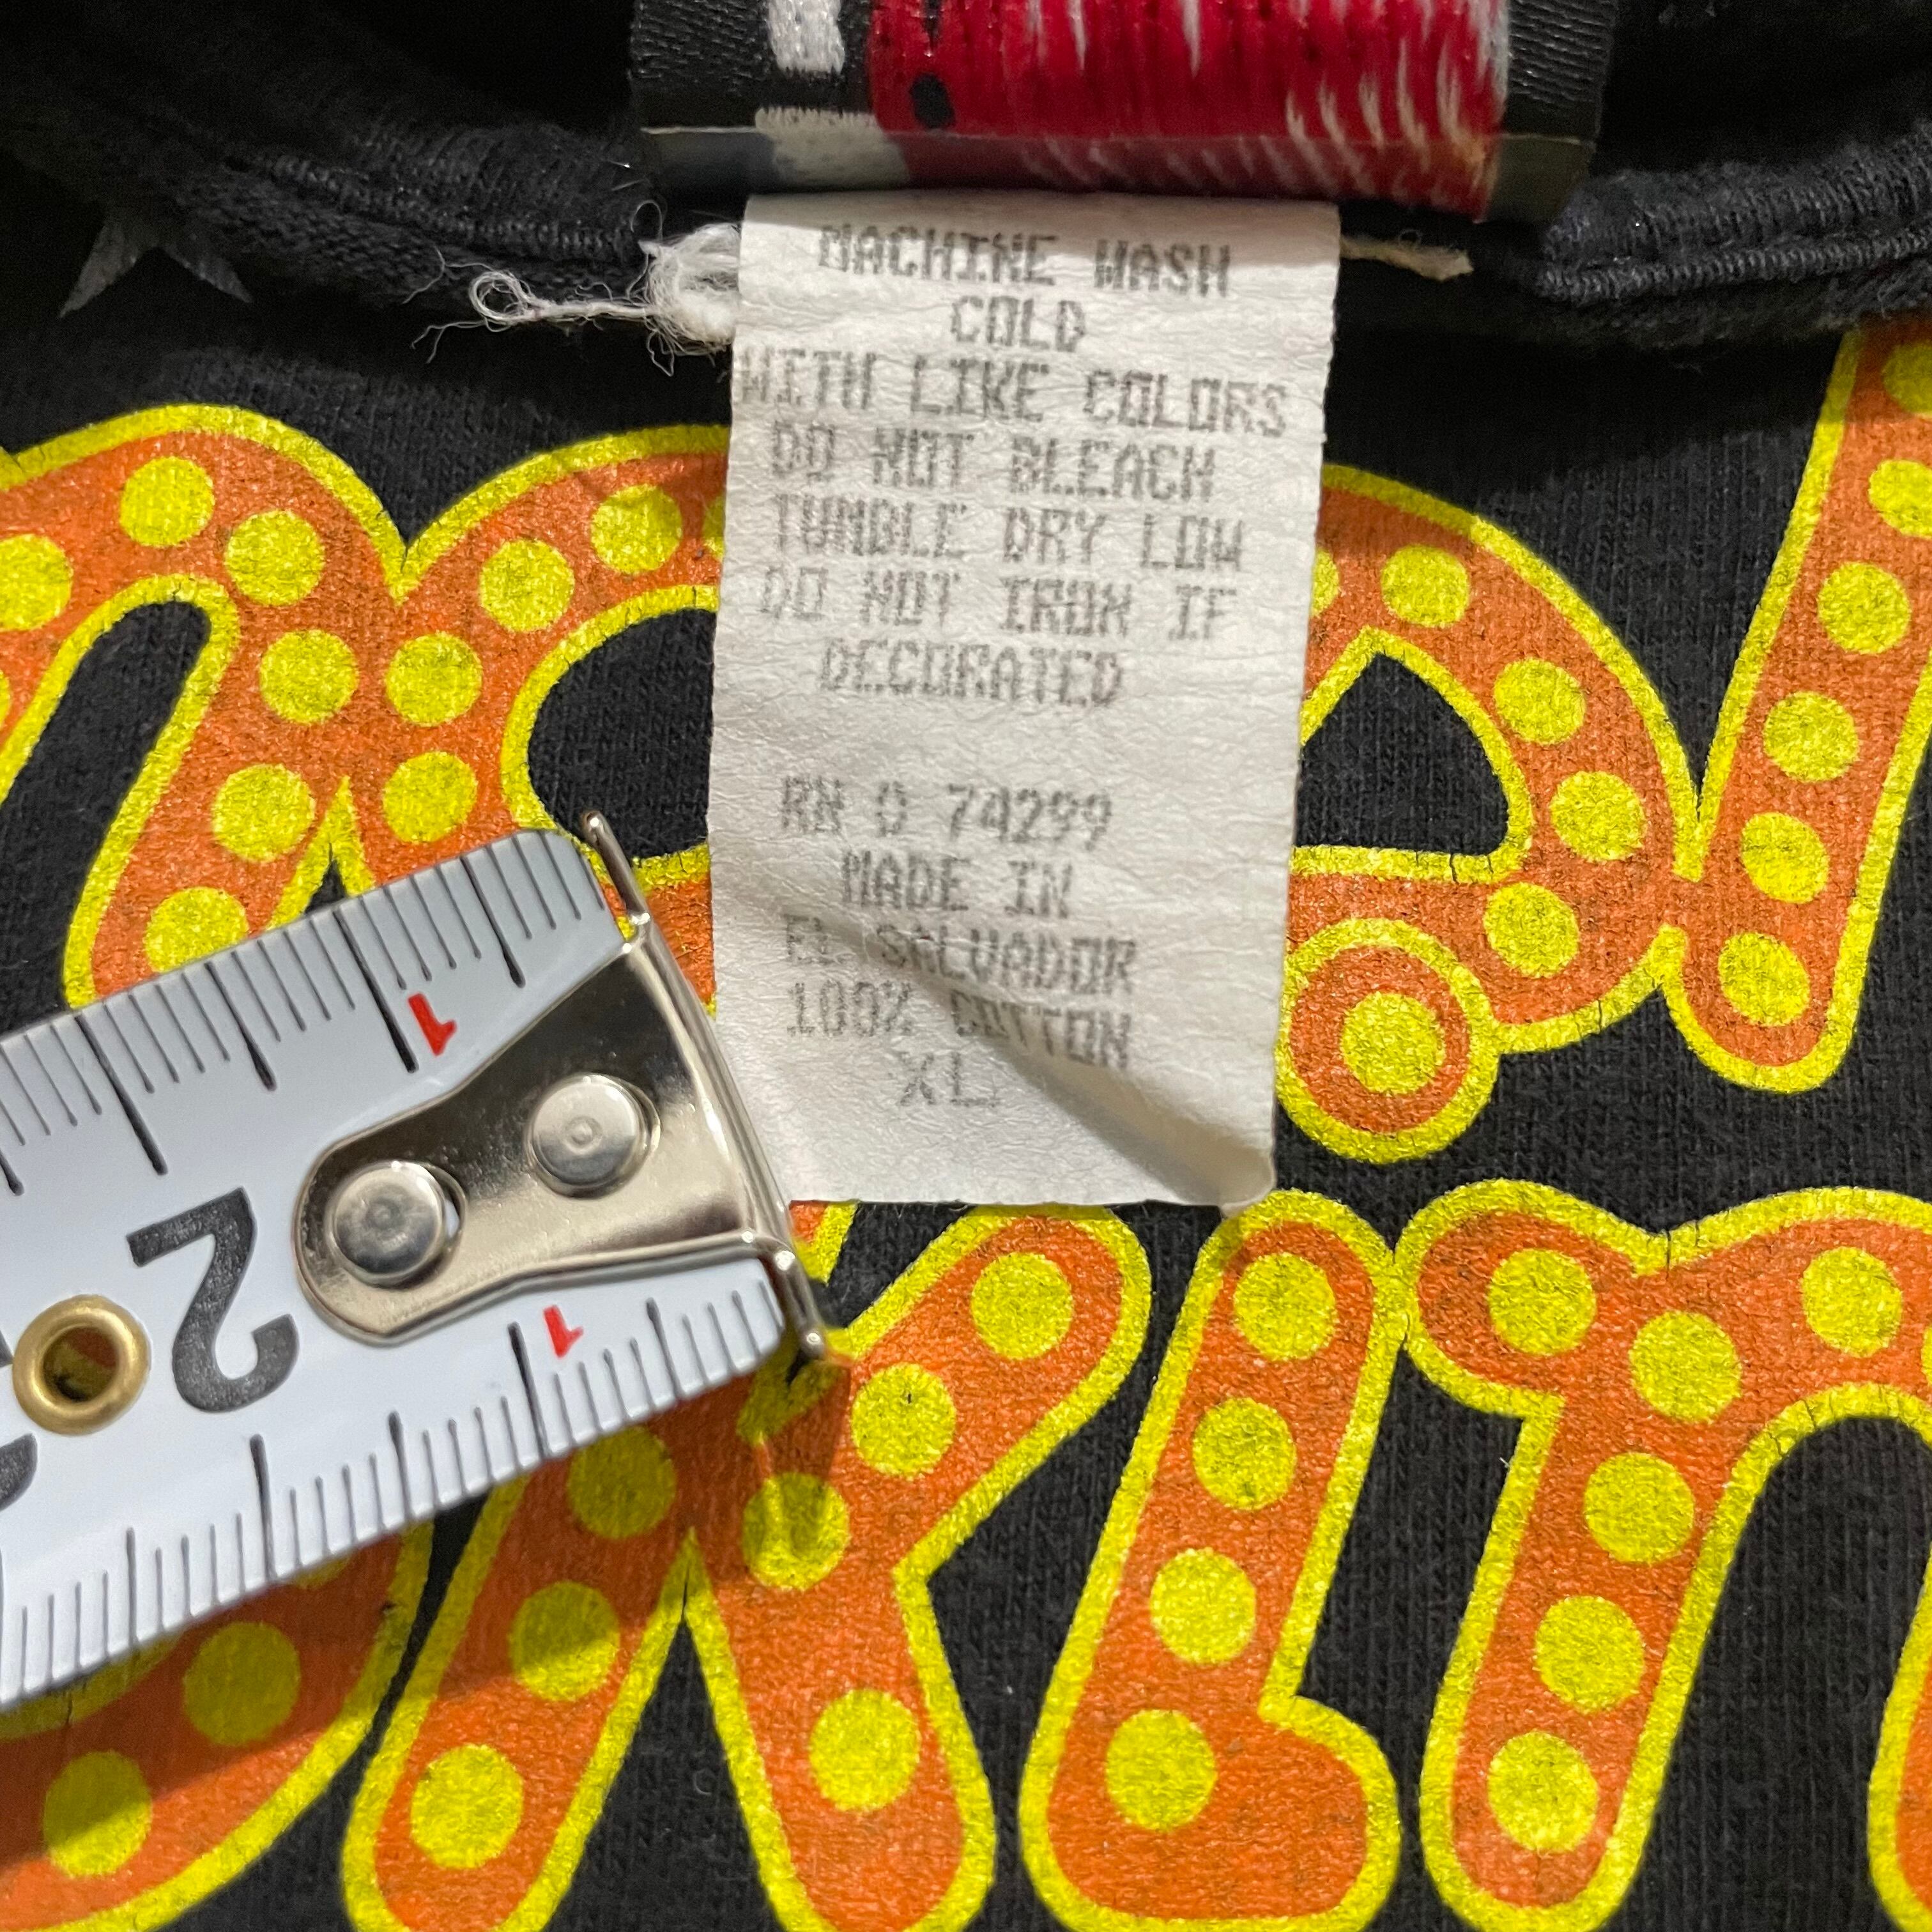 MACHINE WASH
COLD
WITH LIKE COLORS
DO NOT BLEACH
TUMBLE DRY LOW
DO NOT IRON IF
DECORATED
RN 0 74299
MADE IN
EL SALVADOR
100% COTTON
XL
1
2
1